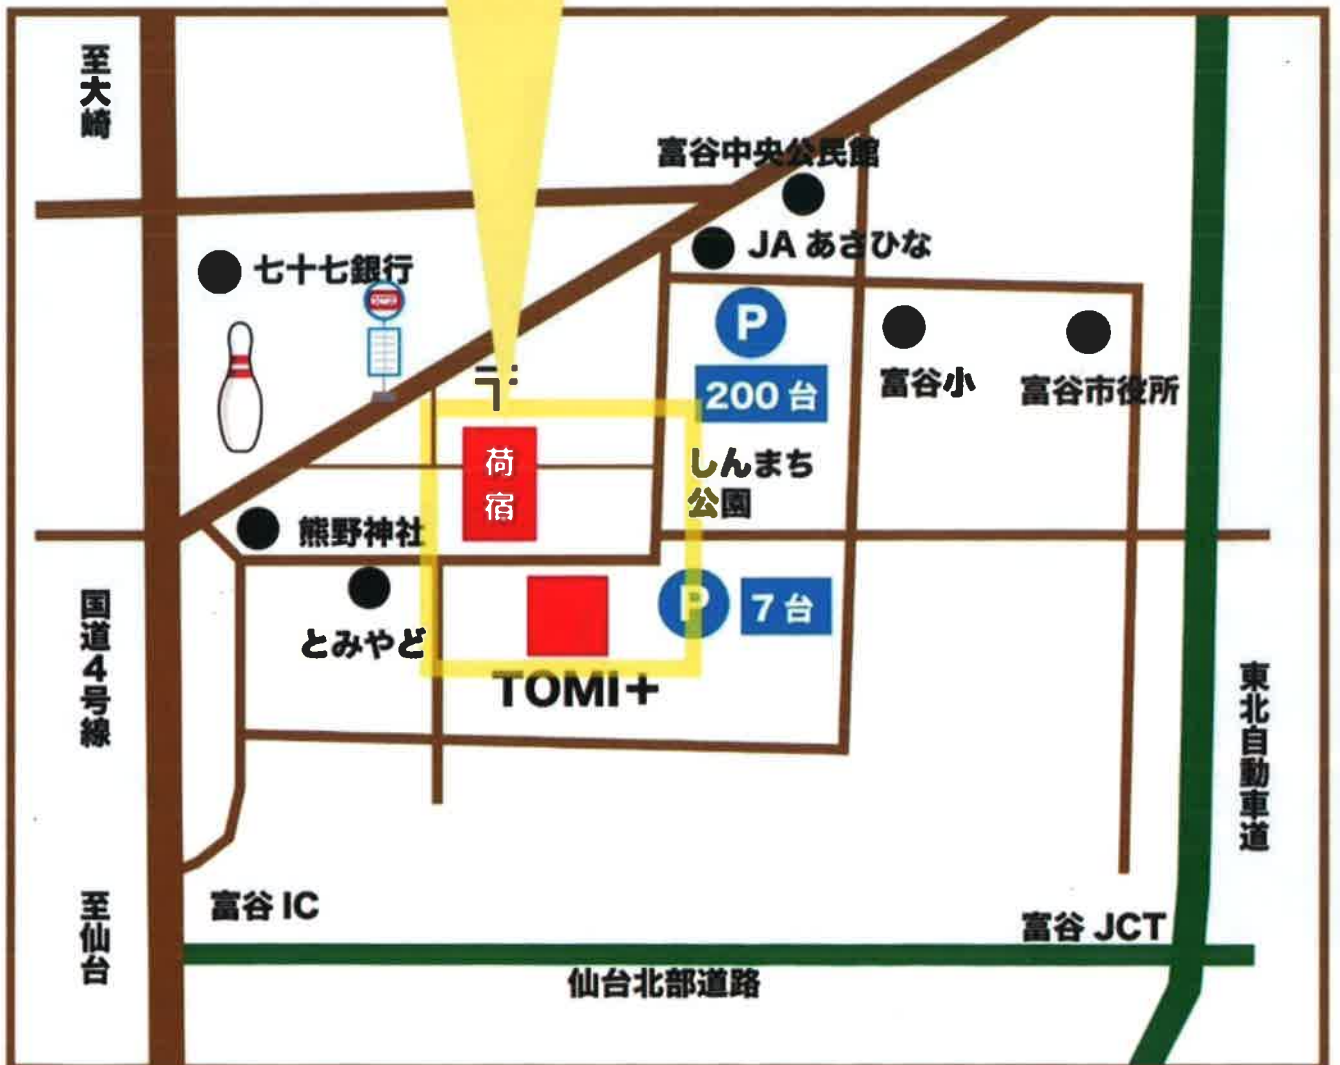 至大崎
富谷中央公民館
JA あさひな
七十七銀行
P
200 台
富谷小
富谷市役所
〒
荷宿
しんまち
公園
熊野神社
とみやど
P
7 台
TOMI+
国道4号線
東北自動車道
至仙台
富谷 IC
富谷 JCT
仙台北部道路